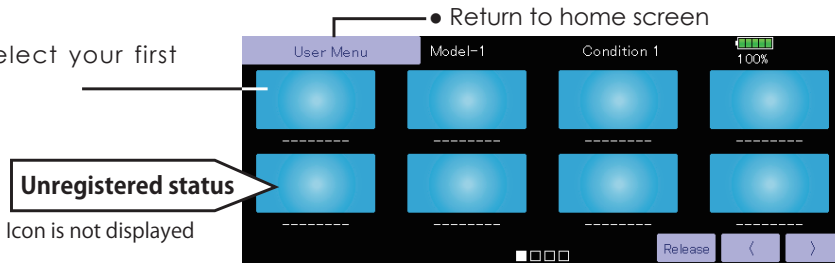 ● Return to home screen
elect your first
User Menu Model-1 Condition 1 100%
-------- -------- -------- --------
Unregistered status
Icon is not displayed
-------- -------- -------- --------
Release 〈 〉